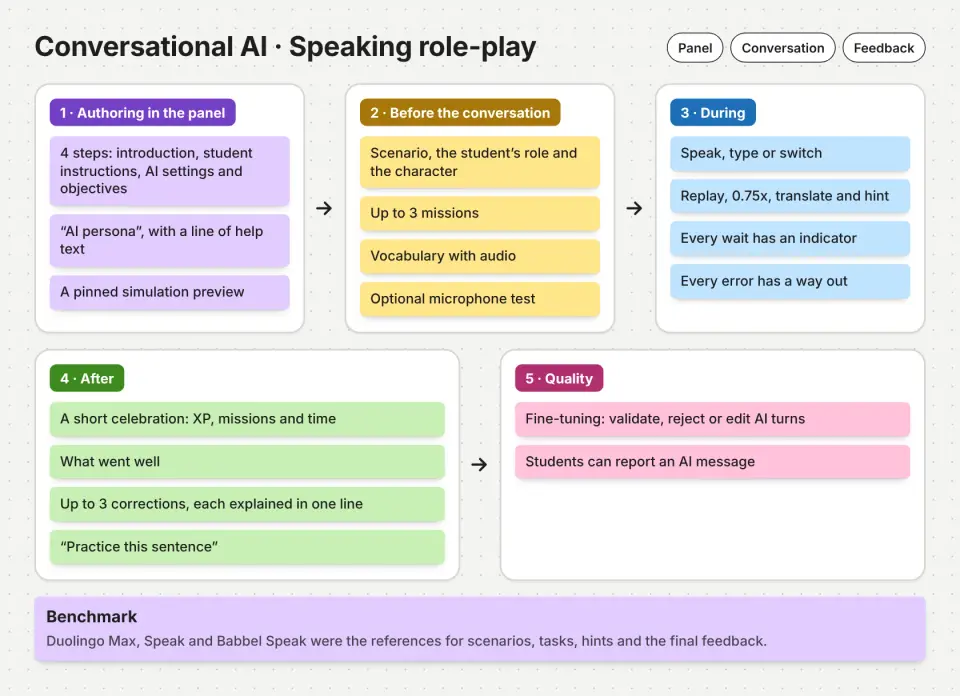 Conversational AI · Speaking role-play
Panel
Conversation
Feedback
1 · Authoring in the panel
4 steps: introduction, student
instructions, AI settings and
objectives
“AI persona”, with a line of help
text
A pinned simulation preview
→
2 · Before the conversation
Scenario, the student’s role and
the character
Up to 3 missions
Vocabulary with audio
Optional microphone test
→
3 · During
Speak, type or switch
Replay, 0.75x, translate and hint
Every wait has an indicator
Every error has a way out
4 · After
A short celebration: XP, missions and time
What went well
Up to 3 corrections, each explained in one line
“Practice this sentence”
→
5 · Quality
Fine-tuning: validate, reject or edit AI turns
Students can report an AI message
Benchmark
Duolingo Max, Speak and Babbel Speak were the references for scenarios, tasks, hints and the final feedback.